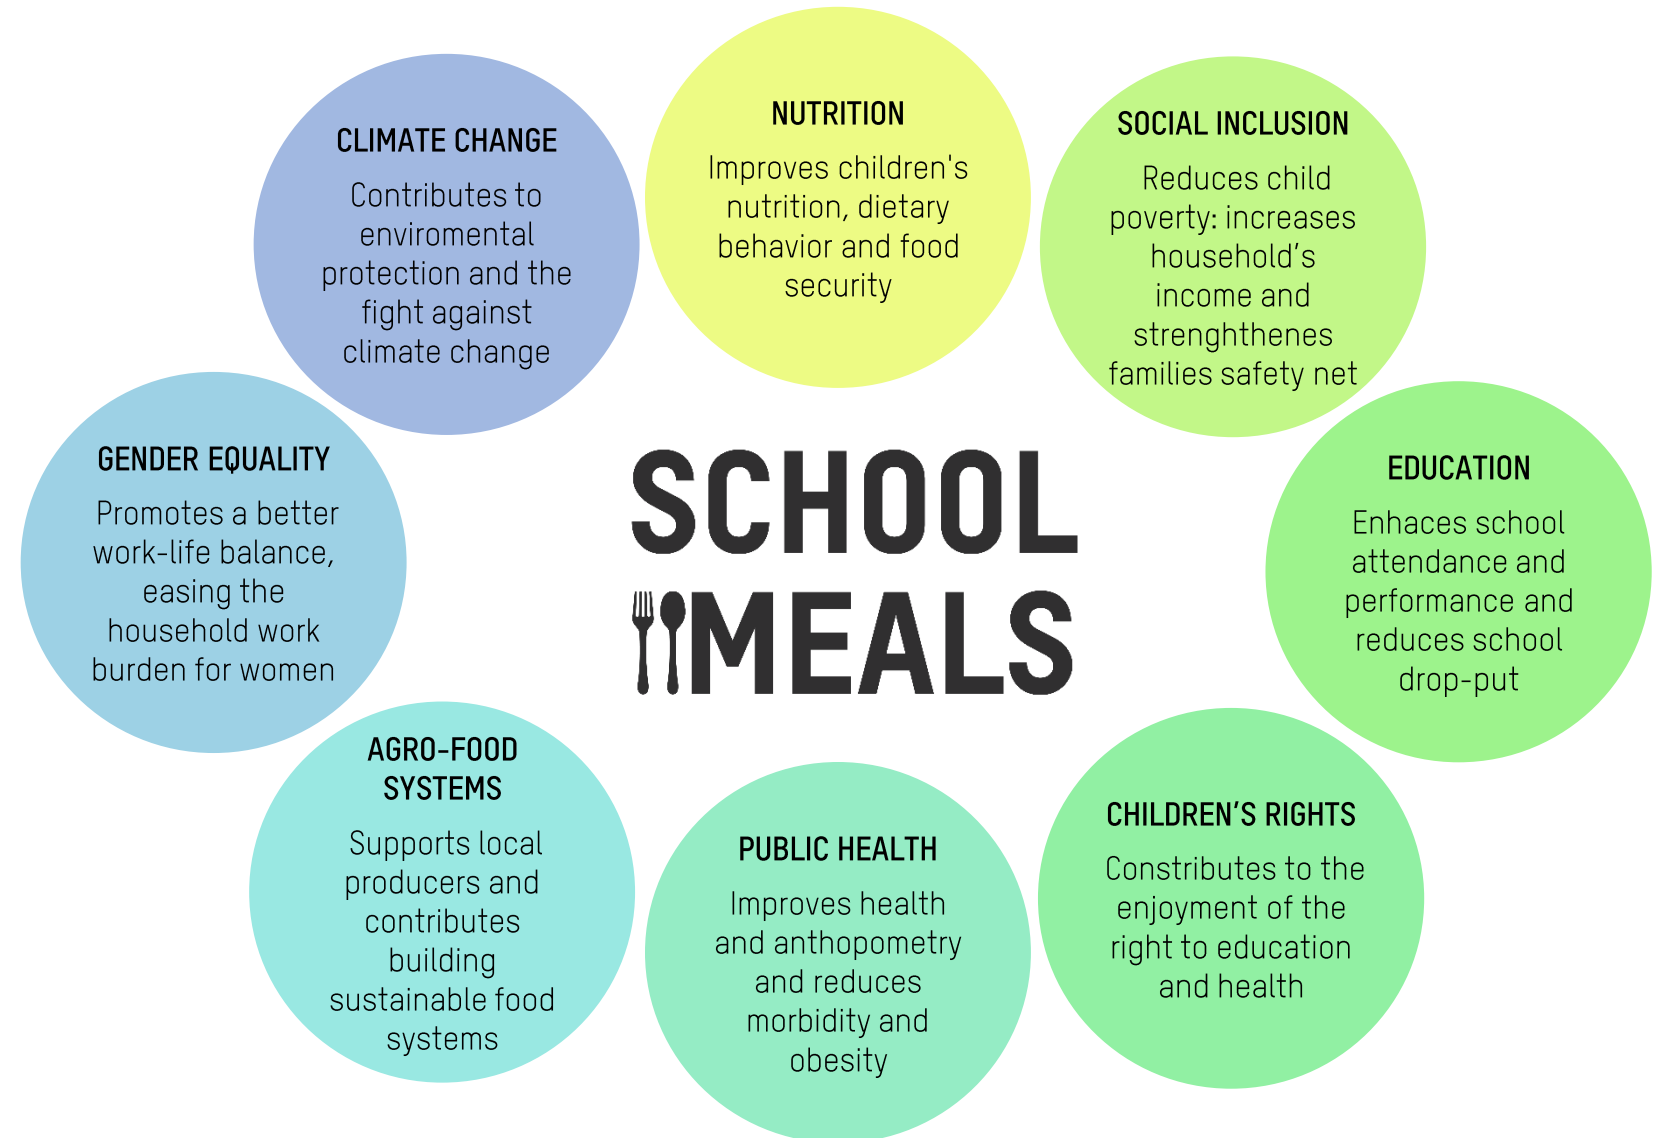 NUTRITION
Improves children's
nutrition, dietary
behavior and food
security
SOCIAL INCLUSION
Reduces child
poverty: increases
household’s
income and
strenghthenes
families safety net
EDUCATION
Enhaces school
attendance and
performance and
reduces school
drop-put
CHILDREN’S RIGHTS
Constributes to the
enjoyment of the
right to education
and health
PUBLIC HEALTH
Improves health
and anthopometry
and reduces
morbidity and
obesity
AGRO-FOOD
SYSTEMS
Supports local
producers and
contributes
building
sustainable food
systems
GENDER EQUALITY
Promotes a better
work-life balance,
easing the
household work
burden for women
CLIMATE CHANGE
Contributes to
enviromental
protection and the
fight against
climate change
SCHOOL
MEALS